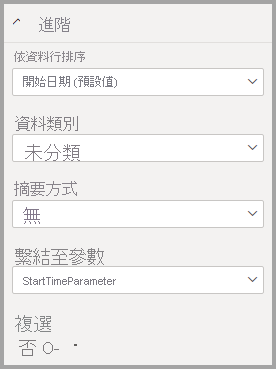 進階
依資料行排序
開始日期 (預設值)
資料類別
未分類
摘要方式
無
繫結至參數
StartTimeParameter
複選
否